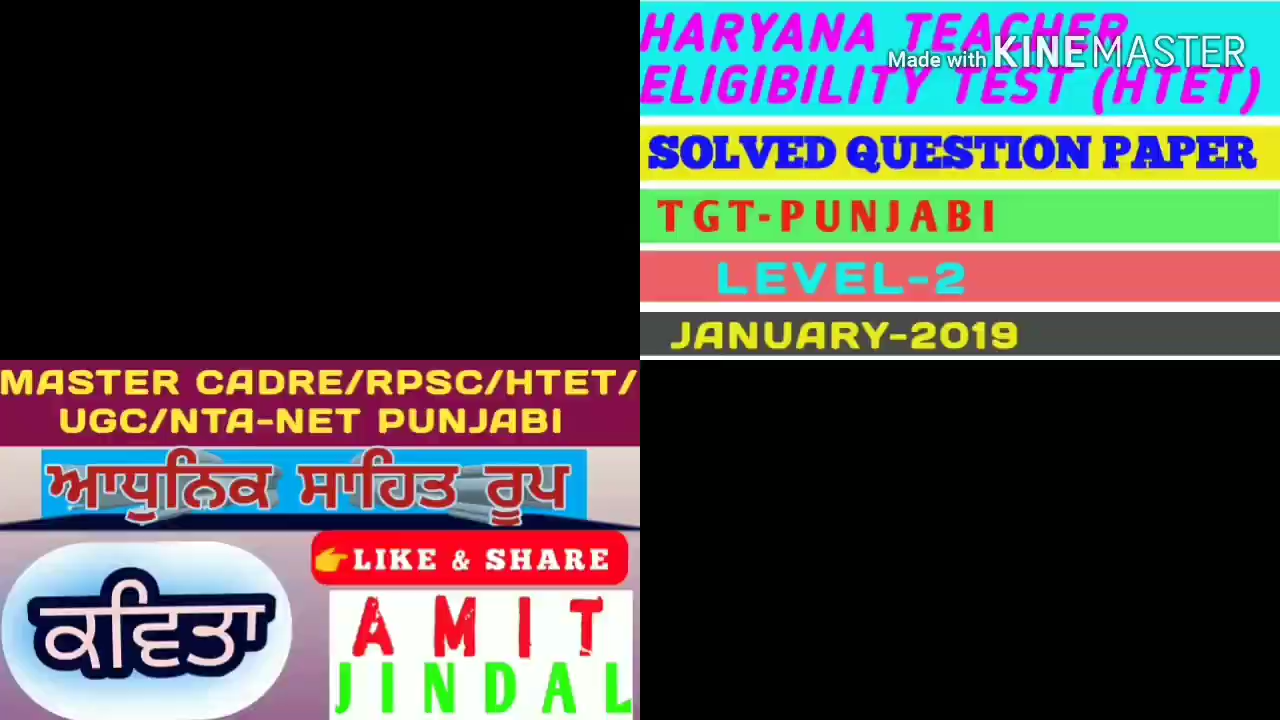 HARYANA TEACHER
Made with KINEMASTER
ELIGIBILITY TEST (HTET)
SOLVED QUESTION PAPER
TGT-PUNJABI
LEVEL-2
JANUARY-2019
MASTER CADRE/RPSC/HTET/
UGC/NTA-NET PUNJABI
ਆਧੁਨਿਕ ਸਾਹਿਤ ਰੂਪ
👉LIKE & SHARE
ਕਵਿਤਾ
AMIT
JINDAL